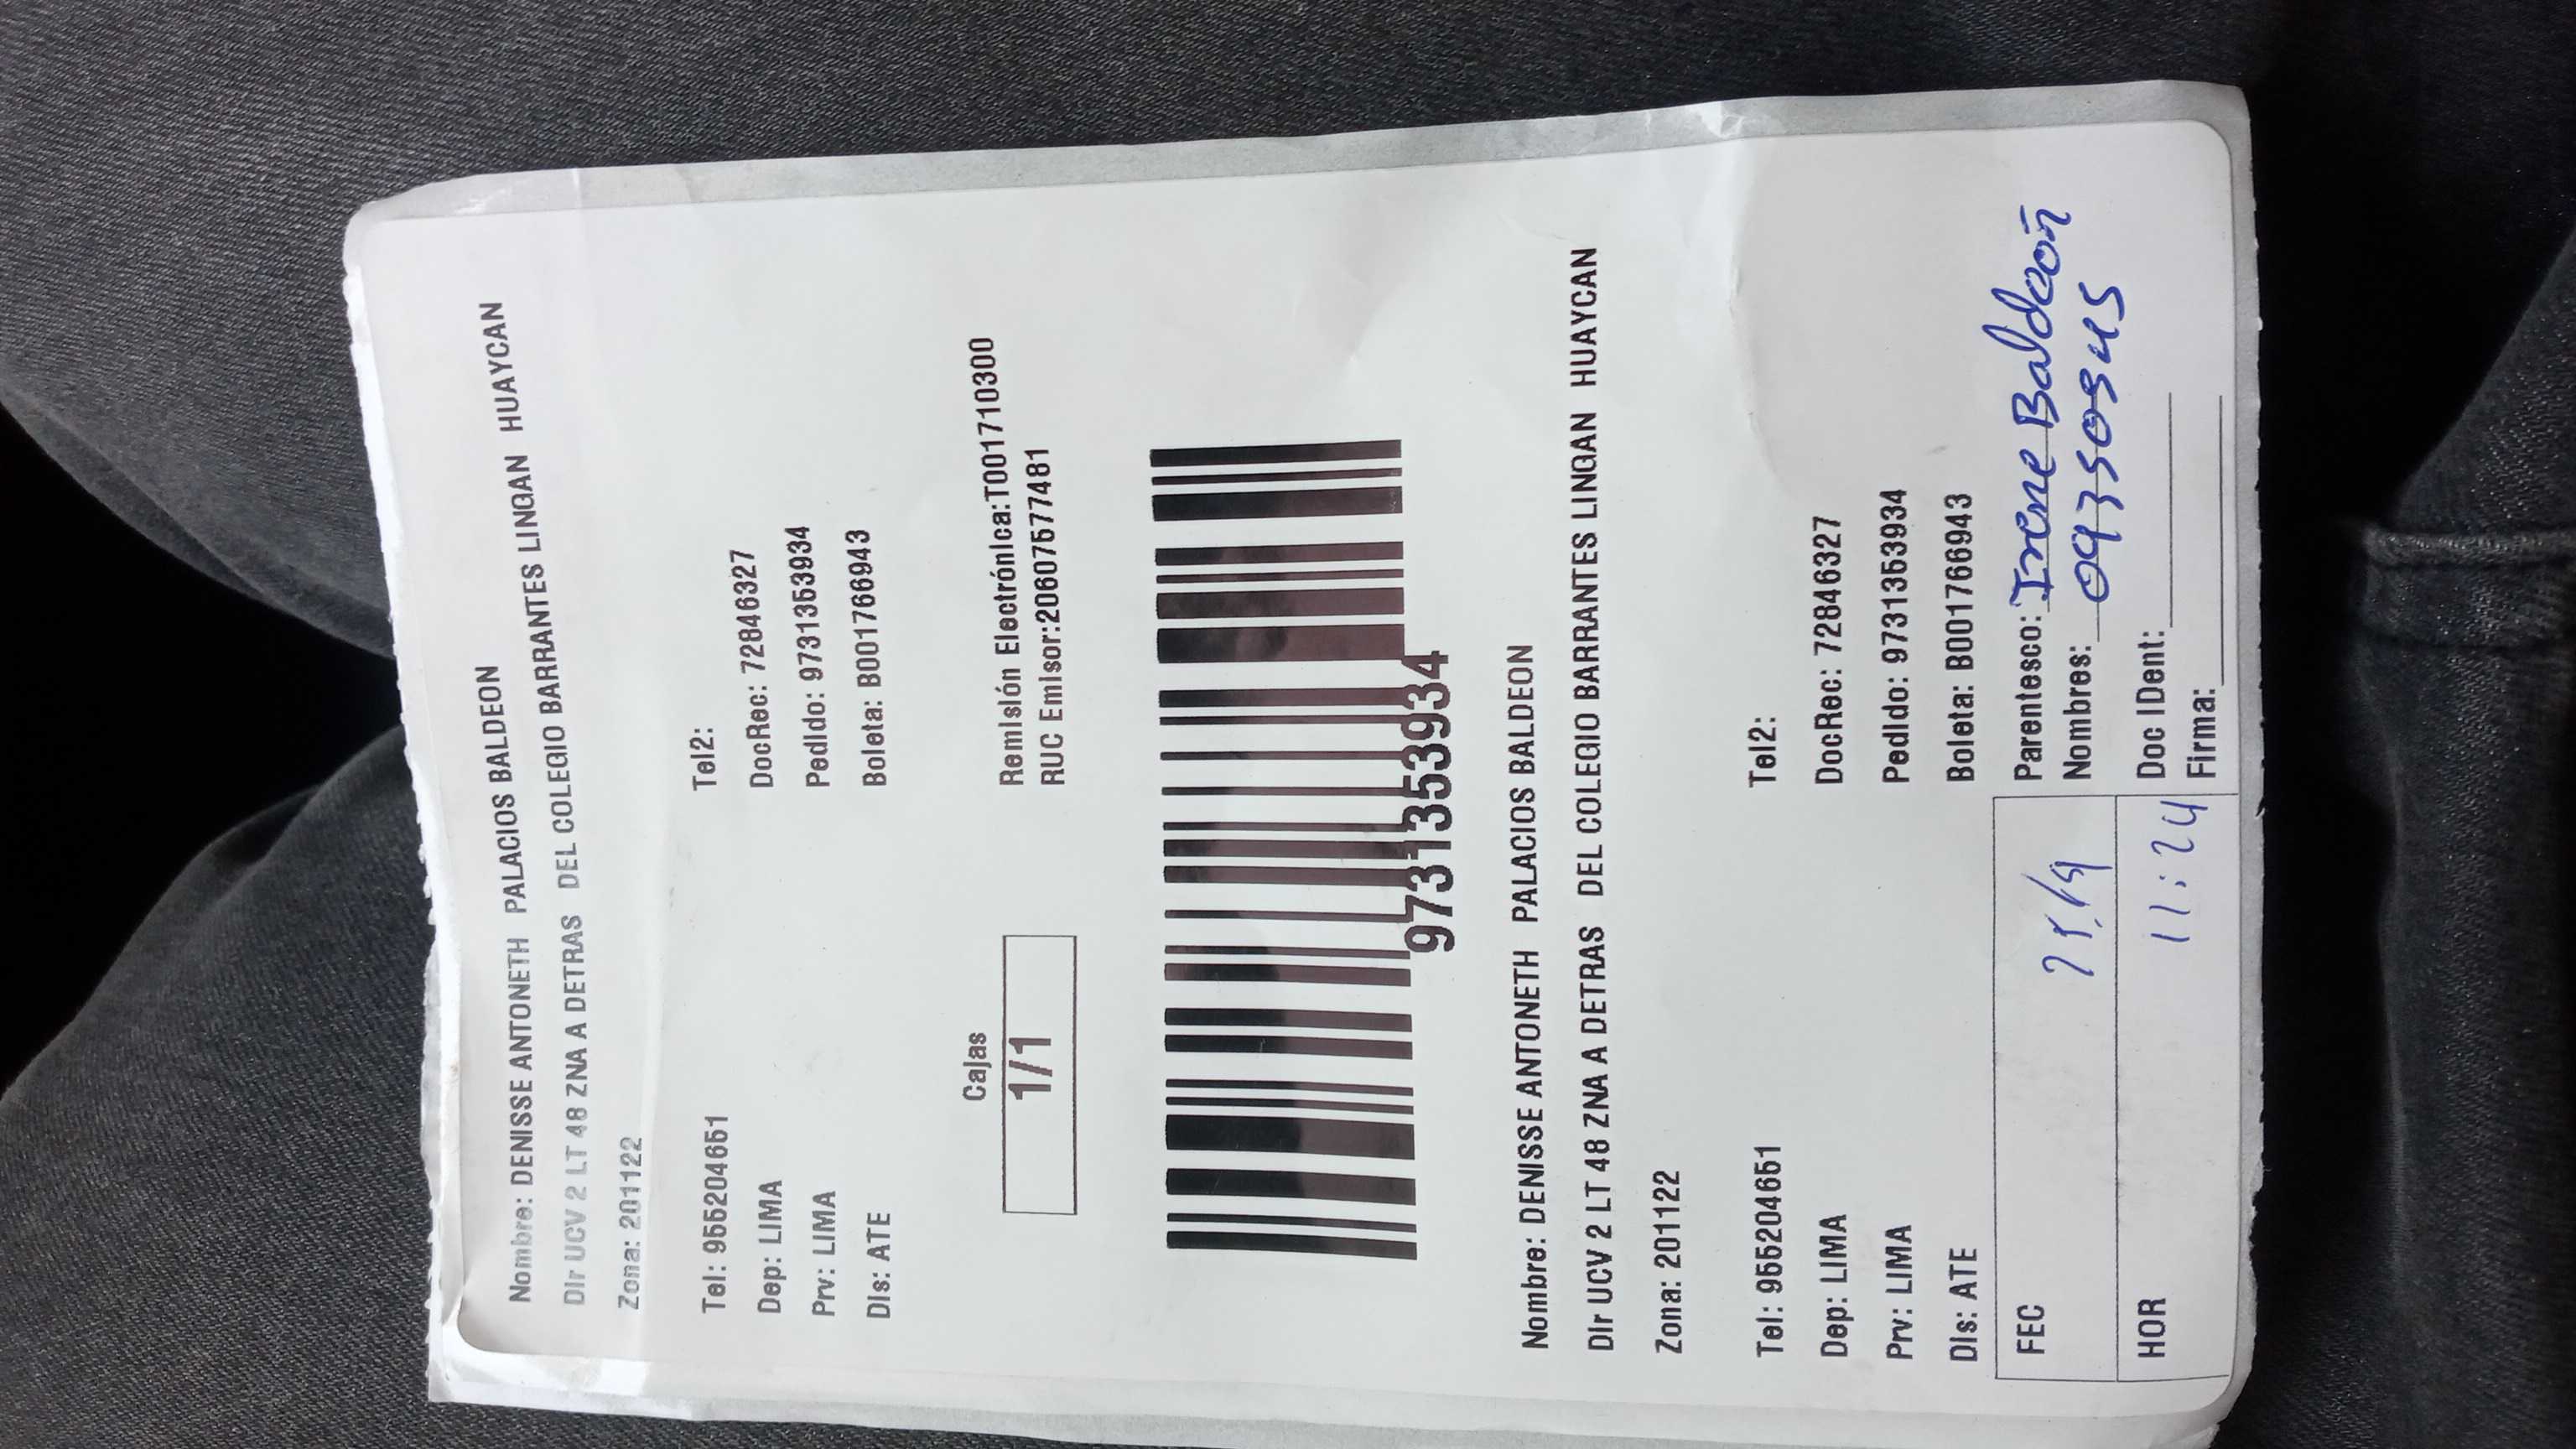 Nombre: DENISSE ANTONETH PALACIOS BALDEON
DIr UCV 2 LT 48 ZNA A DETRAS DEL COLEGIO BARRANTES LINGAN HUAYCAN
Zona: 201122
Tel: 955204651 Tel2:
Dep: LIMA DocRec: 72846327
Prv: LIMA Pedido: 9731353934
Dis: ATE Boleta: B001766943
Cajas
1/1
Remisión Electrónica:T001710300
RUC Emisor:20607577481
9731353934
Nombre: DENISSE ANTONETH PALACIOS BALDEON
DIr UCV 2 LT 48 ZNA A DETRAS DEL COLEGIO BARRANTES LINGAN HUAYCAN
Zona: 201122
Tel: 955204651 Tel2:
Dep: LIMA DocRec: 72846327
Prv: LIMA Pedido: 9731353934
Dis: ATE Boleta: B001766943
FEC
Parentesco: Irene Baldeoñ
Nombres:
HOR 11:24
Doc IDent:
Firma: